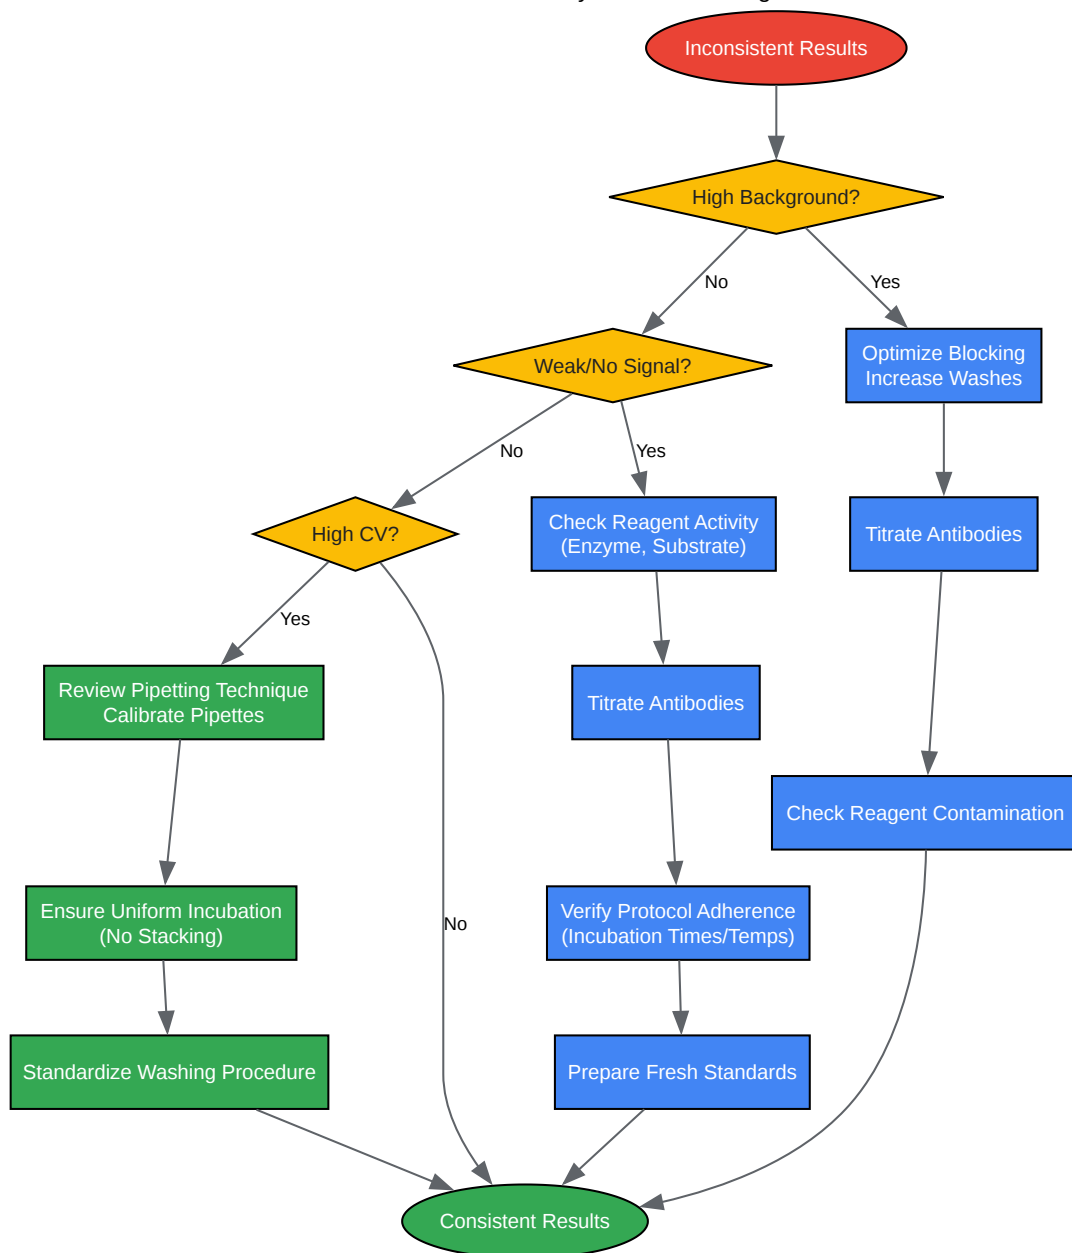 Inconsistent Results
High Background?
No
Yes
Weak/No Signal?
Optimize Blocking
Increase Washes
No
Yes
High CV?
Check Reagent Activity
(Enzyme, Substrate)
Titrate Antibodies
Yes
Review Pipetting Technique
Calibrate Pipettes
Titrate Antibodies
Check Reagent Contamination
Ensure Uniform Incubation
(No Stacking)
No
Verify Protocol Adherence
(Incubation Times/Temps)
Standardize Washing Procedure
Prepare Fresh Standards
Consistent Results